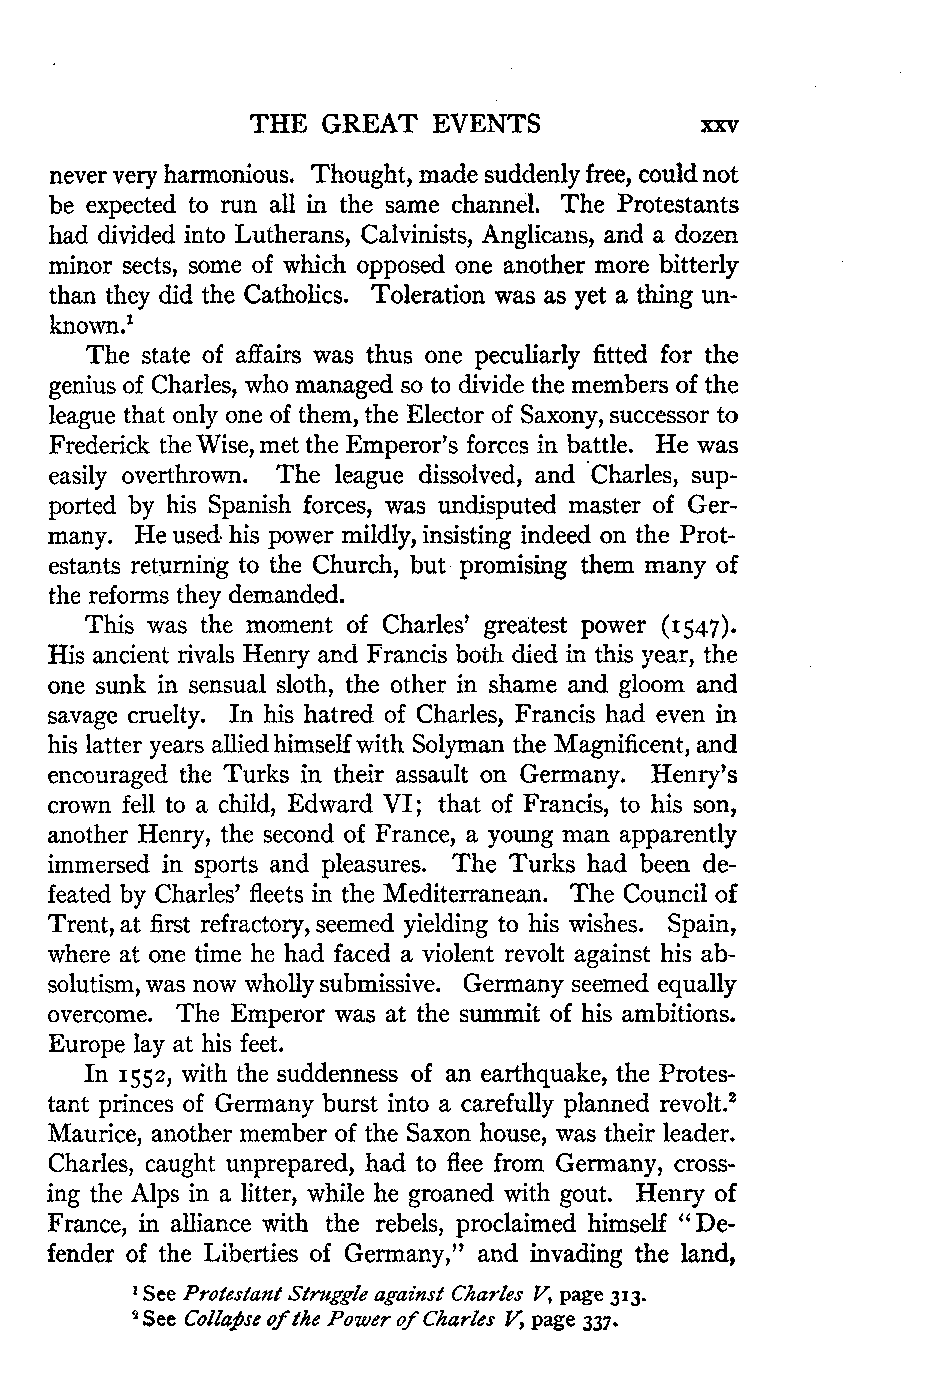 THE GREAT EVENTS xxv
never very harmonious. Thought, made suddenly free, could not
be expected to run all in the same channel. The Protestants
had divided into Lutherans, Calvinists, Anglicans, and a dozen
minor sects, some of which opposed one another more bitterly
than they did the Catholics. Toleration was as yet a thing un-
known.¹
The state of affairs was thus one peculiarly fitted for the
genius of Charles, who managed so to divide the members of the
league that only one of them, the Elector of Saxony, successor to
Frederick the Wise, met the Emperor's forces in battle. He was
easily overthrown. The league dissolved, and Charles, sup-
ported by his Spanish forces, was undisputed master of Ger-
many. He used his power mildly, insisting indeed on the Prot-
estants returning to the Church, but promising them many of
the reforms they demanded.
This was the moment of Charles' greatest power (1547).
His ancient rivals Henry and Francis both died in this year, the
one sunk in sensual sloth, the other in shame and gloom and
savage cruelty. In his hatred of Charles, Francis had even in
his latter years allied himself with Solyman the Magnificent, and
encouraged the Turks in their assault on Germany. Henry's
crown fell to a child, Edward VI; that of Francis, to his son,
another Henry, the second of France, a young man apparently
immersed in sports and pleasures. The Turks had been de-
feated by Charles' fleets in the Mediterranean. The Council of
Trent, at first refractory, seemed yielding to his wishes. Spain,
where at one time he had faced a violent revolt against his ab-
solutism, was now wholly submissive. Germany seemed equally
overcome. The Emperor was at the summit of his ambitions.
Europe lay at his feet.
In 1552, with the suddenness of an earthquake, the Protes-
tant princes of Germany burst into a carefully planned revolt.²
Maurice, another member of the Saxon house, was their leader.
Charles, caught unprepared, had to flee from Germany, cross-
ing the Alps in a litter, while he groaned with gout. Henry of
France, in alliance with the rebels, proclaimed himself "De-
fender of the Liberties of Germany," and invading the land,
¹ See Protestant Struggle against Charles V, page 313.
² See Collapse of the Power of Charles V, page 337.